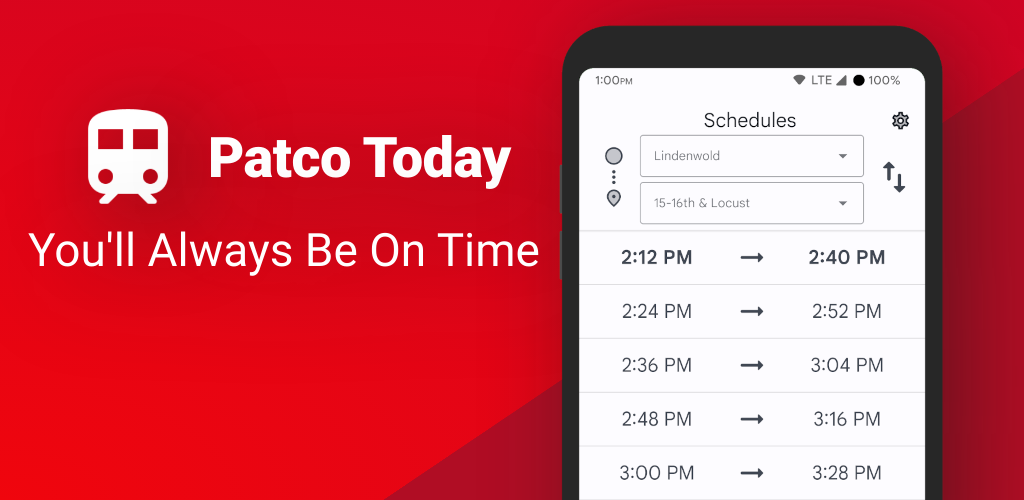 Patco Today
You'll Always Be On Time
1:00PM LTE 100%
Schedules
Lindenwold
15-16th & Locust
2:12 PM → 2:40 PM
2:24 PM → 2:52 PM
2:36 PM → 3:04 PM
2:48 PM → 3:16 PM
3:00 PM → 3:28 PM